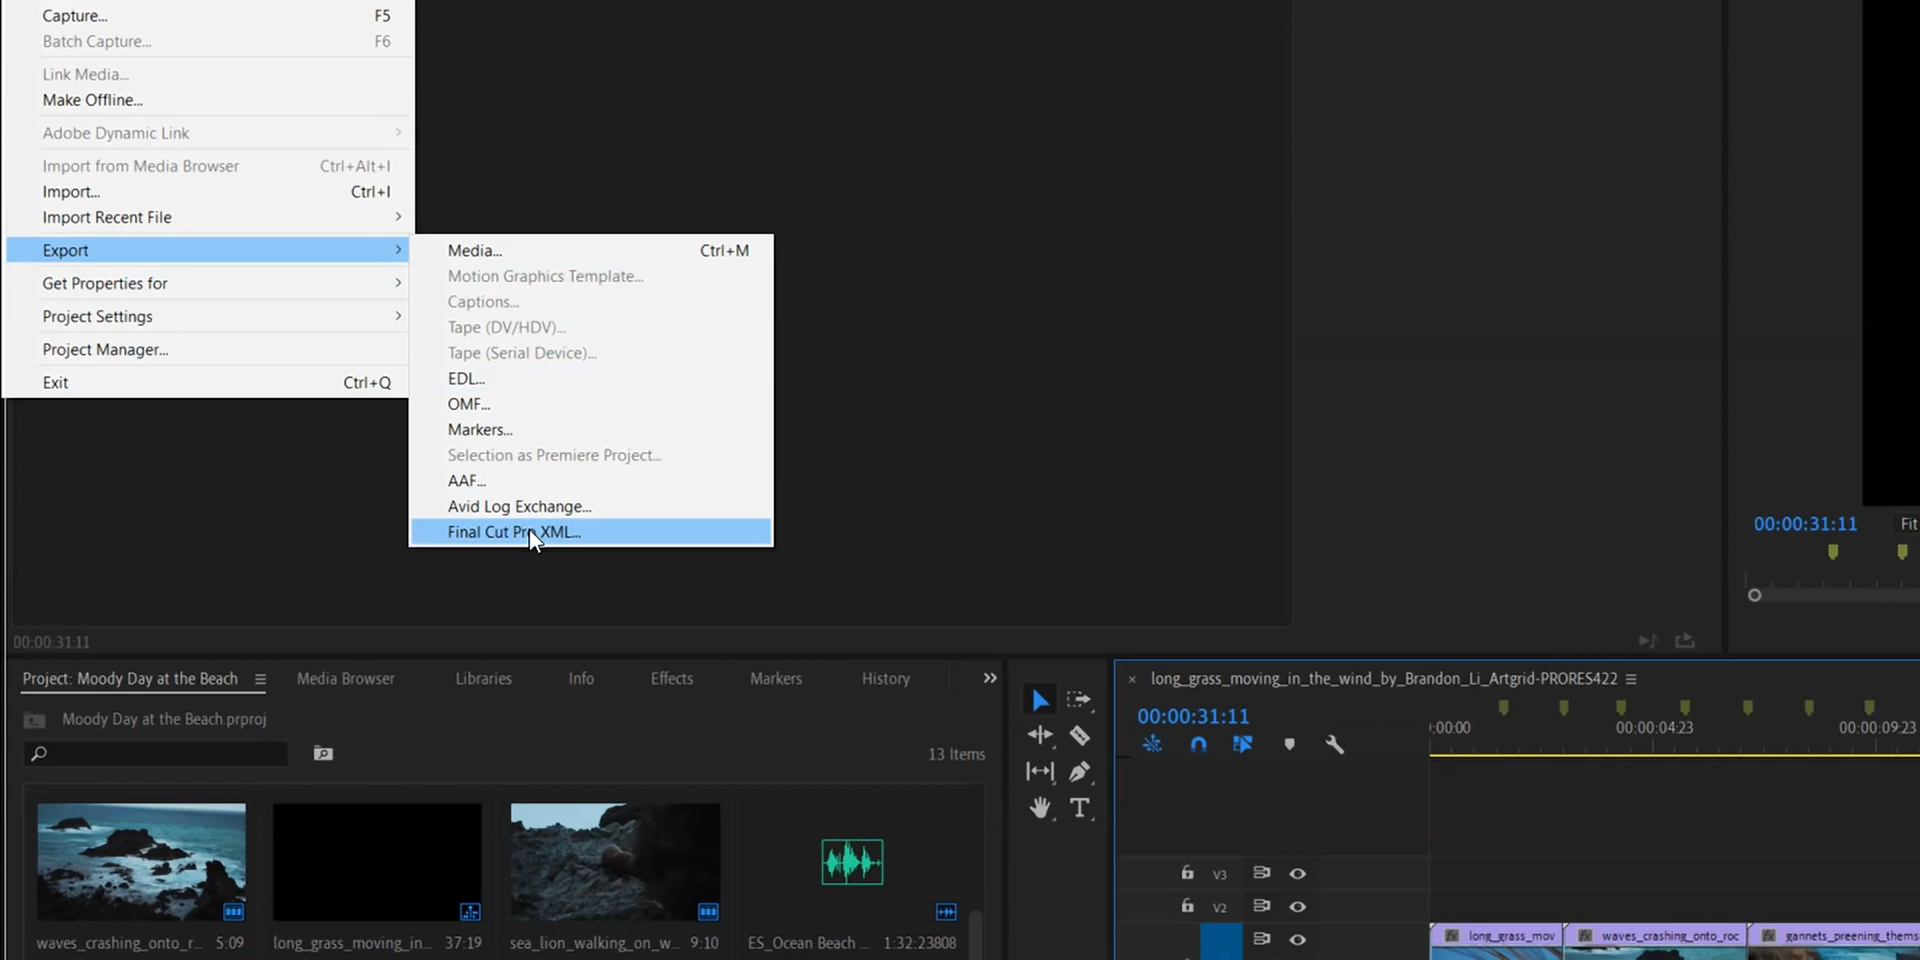 Capture... F5
Batch Capture... F6
Link Media...
Make Offline...
Adobe Dynamic Link
Import from Media Browser Ctrl+Alt+I
Import... Ctrl+I
Import Recent File
Export
Get Properties for
Project Settings
Project Manager...
Exit Ctrl+Q
Media... Ctrl+M
Motion Graphics Template...
Captions...
Tape (DV/HDV)...
Tape (Serial Device)...
EDL...
OMF...
Markers...
Selection as Premiere Project...
AAF...
Avid Log Exchange...
Final Cut Pro XML...
00:00:31:11 Fit
00:00:31:11
Project: Moody Day at the Beach Media Browser Libraries Info Effects Markers History
Moody Day at the Beach.prproj
13 Items
waves_crashing_onto_r... 5:09
long_grass_moving_in... 37:19
sea_lion_walking_on_w... 9:10
ES_Ocean Beach ... 1:32:23808
long_grass_moving_in_the_wind_by_Brandon_Li_Artgrid-PRORES422
00:00:31:11
:00:00 00:00:04:23 00:00:09:23
V3
V2
fx long_grass_mov fx waves_crashing_onto_roc fx gannets_preening_thems